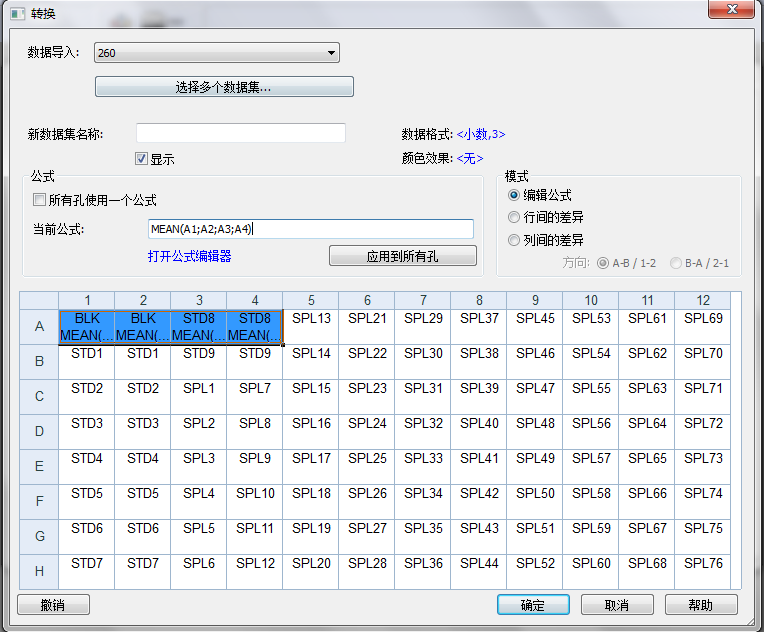 转换
数据导入: 260
选择多个数据集...
新数据集名称: 数据格式: <小数,3>
显示 颜色效果: <无>
公式 模式
所有孔使用一个公式 编辑公式
当前公式: MEAN(A1;A2;A3;A4) 行间的差异
打开公式编辑器 应用到所有孔 列间的差异
方向: A-B / 1-2 B-A / 2-1
1 2 3 4 5 6 7 8 9 10 11 12
A BLK BLK STD8 STD8 SPL13 SPL21 SPL29 SPL37 SPL45 SPL53 SPL61 SPL69
MEAN(... MEAN(... MEAN(... MEAN(...
B STD1 STD1 STD9 STD9 SPL14 SPL22 SPL30 SPL38 SPL46 SPL54 SPL62 SPL70
C STD2 STD2 SPL1 SPL7 SPL15 SPL23 SPL31 SPL39 SPL47 SPL55 SPL63 SPL71
D STD3 STD3 SPL2 SPL8 SPL16 SPL24 SPL32 SPL40 SPL48 SPL56 SPL64 SPL72
E STD4 STD4 SPL3 SPL9 SPL17 SPL25 SPL33 SPL41 SPL49 SPL57 SPL65 SPL73
F STD5 STD5 SPL4 SPL10 SPL18 SPL26 SPL34 SPL42 SPL50 SPL58 SPL66 SPL74
G STD6 STD6 SPL5 SPL11 SPL19 SPL27 SPL35 SPL43 SPL51 SPL59 SPL67 SPL75
H STD7 STD7 SPL6 SPL12 SPL20 SPL28 SPL36 SPL44 SPL52 SPL60 SPL68 SPL76
撤销 确定 取消 帮助